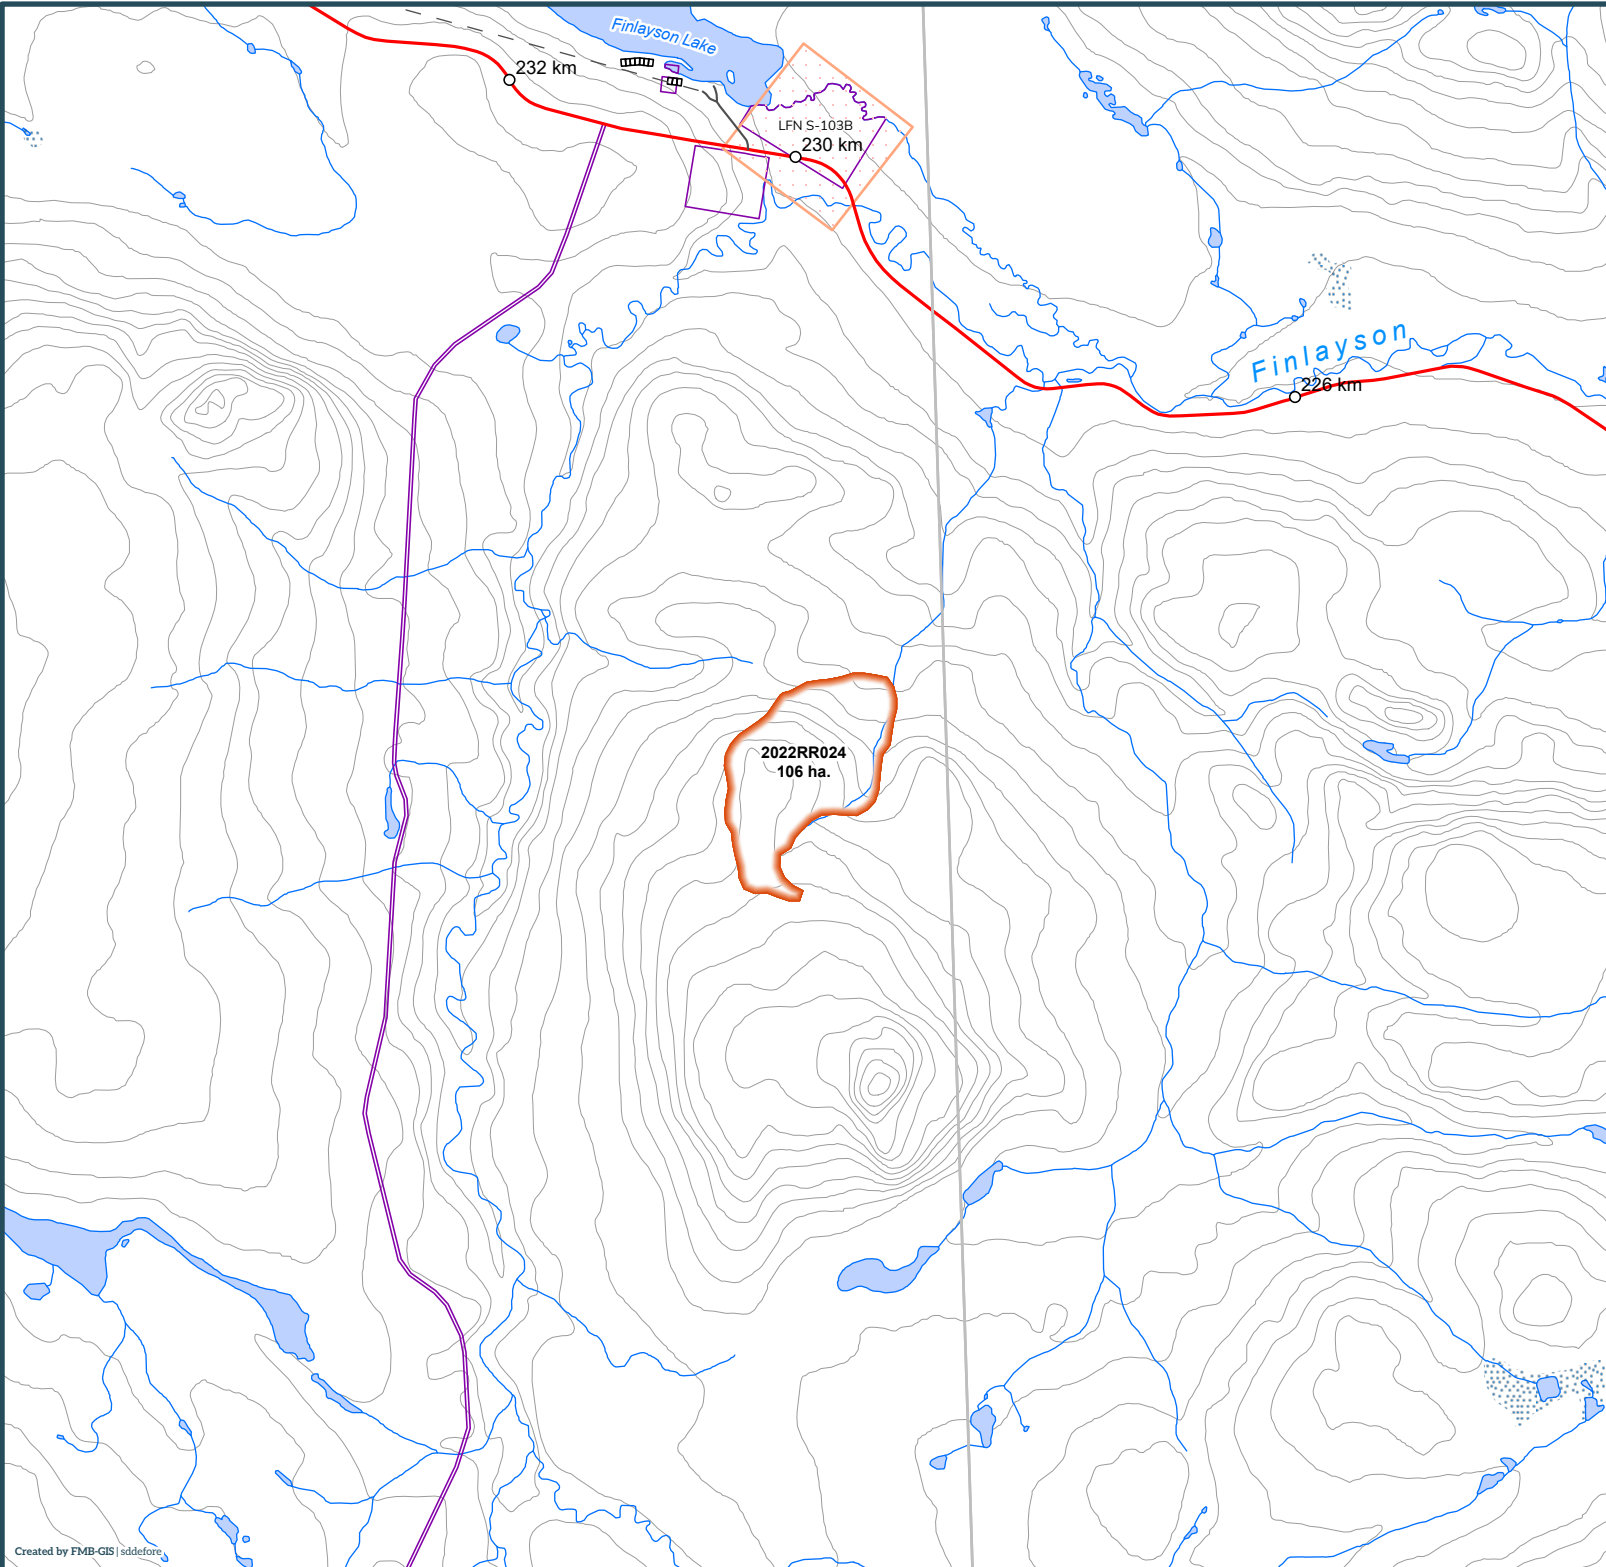 Finlayson Lake
232 km
LFN S-103B
230 km
Finlayson
226 km
2022RR024
106 ha.
Created by FMB-GIS | sddefore